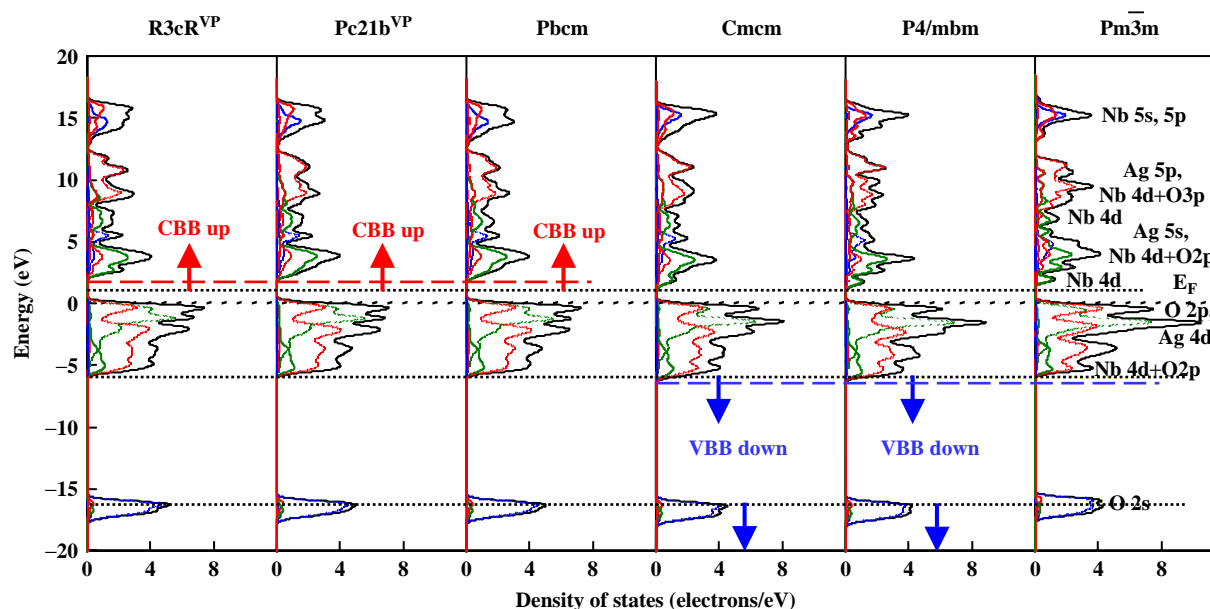 R3cR^VP Pc21b^VP Pbcm Cmcm P4/mbm Pm3̅m
20
Nb 5s, 5p
15
Ag 5p,
10
Nb 4d+O3p
Nb 4d
CBB up CBB up CBB up
Ag 5s,
5
Nb 4d+O2p
Nb 4d
E_F
0
O 2p,
Ag 4d
−5
Nb 4d+O2p
−10
VBB down VBB down
−15
O 2s
−20
0 4 8 0 4 8 0 4 8 0 4 8 0 4 8 0 4 8
Energy (eV)
Density of states (electrons/eV)